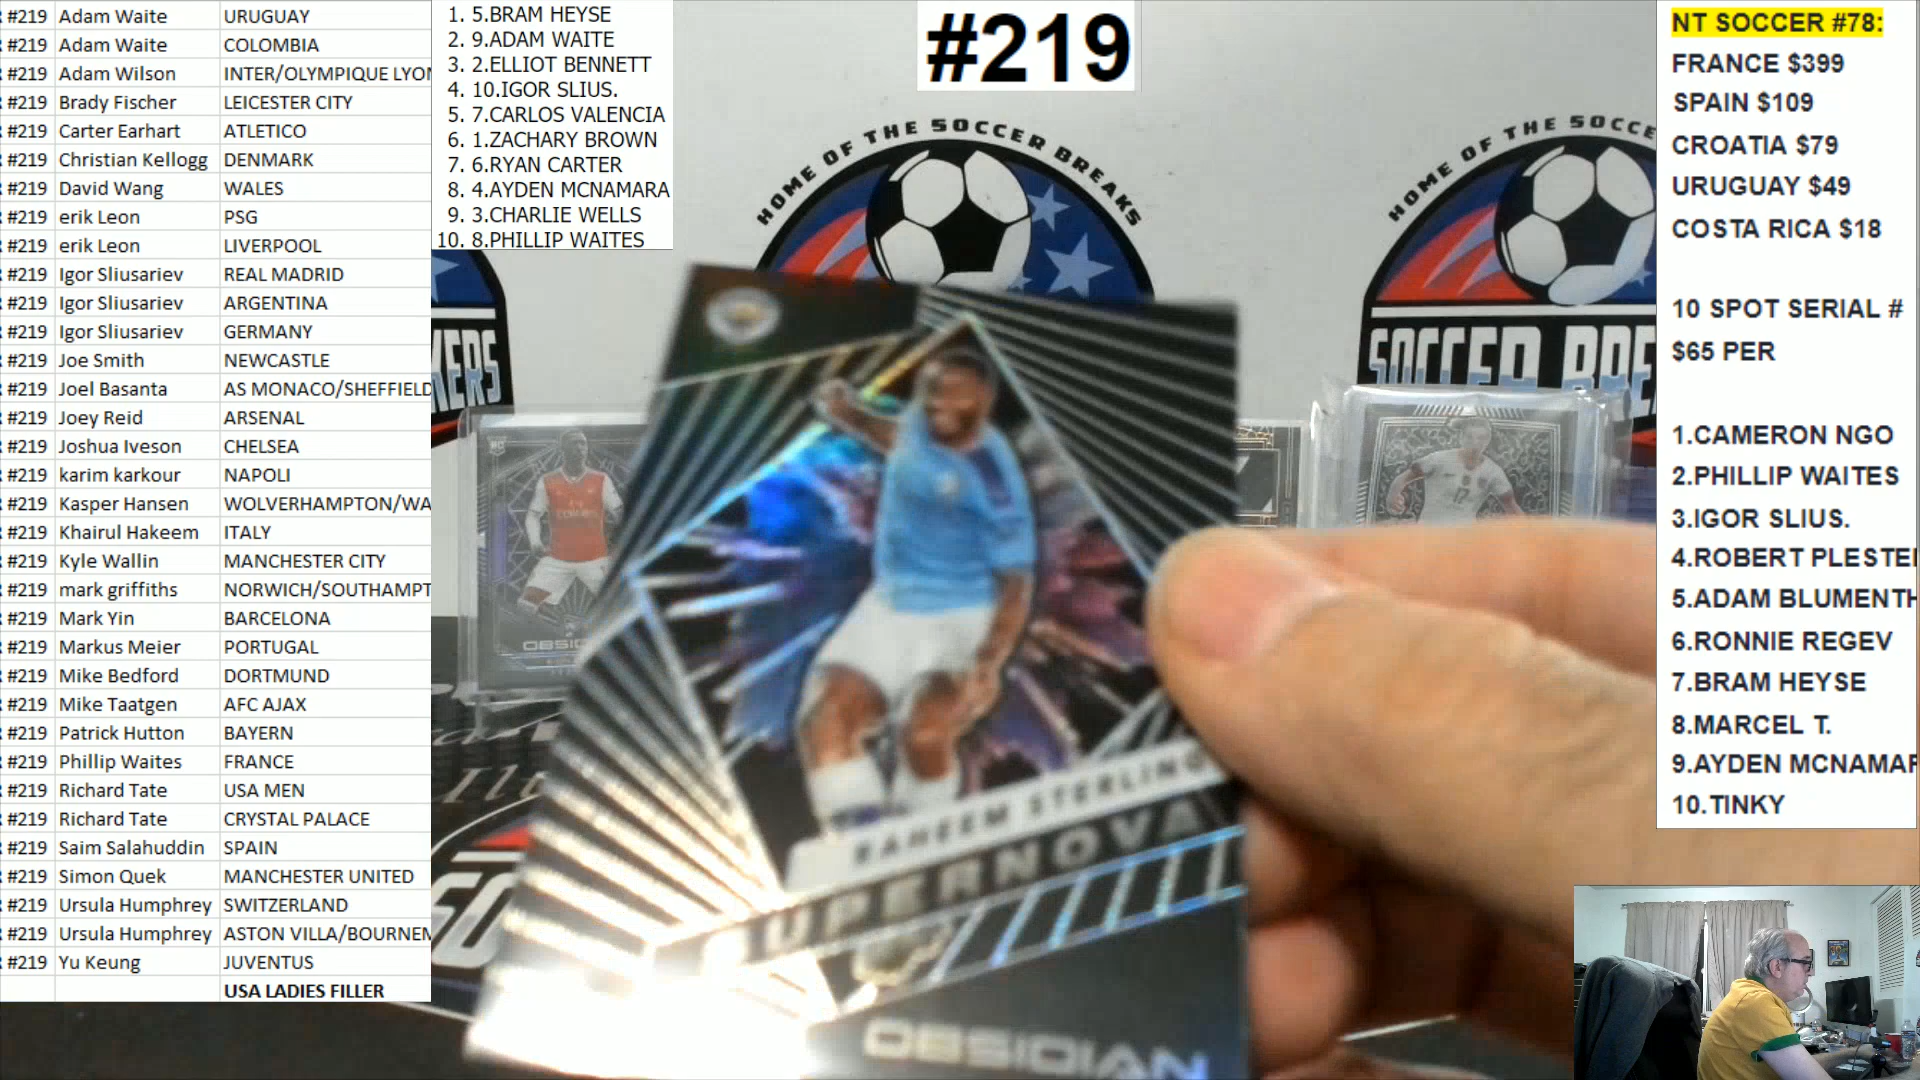 #219 Adam Waite URUGUAY
#219 Adam Waite COLOMBIA
#219 Adam Wilson INTER/OLYMPIQUE LYON
#219 Brady Fischer LEICESTER CITY
#219 Carter Earhart ATLETICO
#219 Christian Kellogg DENMARK
#219 David Wang WALES
#219 erik Leon PSG
#219 erik Leon LIVERPOOL
#219 Igor Sliusariev REAL MADRID
#219 Igor Sliusariev ARGENTINA
#219 Igor Sliusariev GERMANY
#219 Joe Smith NEWCASTLE
#219 Joel Basanta AS MONACO/SHEFFIELD
#219 Joey Reid ARSENAL
#219 Joshua Iveson CHELSEA
#219 karim karkour NAPOLI
#219 Kasper Hansen WOLVERHAMPTON/WA
#219 Khairul Hakeem ITALY
#219 Kyle Wallin MANCHESTER CITY
#219 mark griffiths NORWICH/SOUTHAMPT
#219 Mark Yin BARCELONA
#219 Markus Meier PORTUGAL
#219 Mike Bedford DORTMUND
#219 Mike Taatgen AFC AJAX
#219 Patrick Hutton BAYERN
#219 Phillip Waites FRANCE
#219 Richard Tate USA MEN
#219 Richard Tate CRYSTAL PALACE
#219 Saim Salahuddin SPAIN
#219 Simon Quek MANCHESTER UNITED
#219 Ursula Humphrey SWITZERLAND
#219 Ursula Humphrey ASTON VILLA/BOURNEM
#219 Yu Keung JUVENTUS
USA LADIES FILLER
1. 5.BRAM HEYSE
2. 9.ADAM WAITE
3. 2.ELLIOT BENNETT
4. 10.IGOR SLIUS.
5. 7.CARLOS VALENCIA
6. 1.ZACHARY BROWN
7. 6.RYAN CARTER
8. 4.AYDEN MCNAMARA
9. 3.CHARLIE WELLS
10. 8.PHILLIP WAITES
#219
HOME OF THE SOCCER BREAKS
HOME OF THE SOCCE
KERS
SOCCER BRE
RAHEEM STERLING
SUPERNOVA
OBSIDIAN
NT SOCCER #78:
FRANCE $399
SPAIN $109
CROATIA $79
URUGUAY $49
COSTA RICA $18
10 SPOT SERIAL #
$65 PER
1.CAMERON NGO
2.PHILLIP WAITES
3.IGOR SLIUS.
4.ROBERT PLESTE
5.ADAM BLUMENTH
6.RONNIE REGEV
7.BRAM HEYSE
8.MARCEL T.
9.AYDEN MCNAMAR
10.TINKY